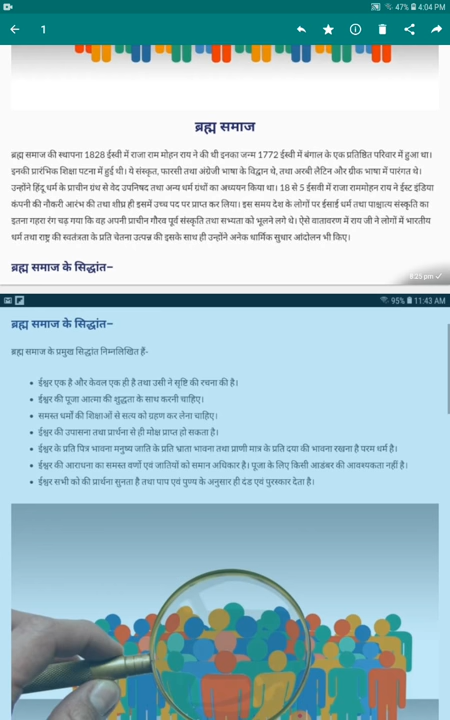 47% 4:04 PM
1
ब्रह्म समाज
ब्रह्म समाज की स्थापना 1828 ईस्वी में राजा राम मोहन राय ने की थी इनका जन्म 1772 ईस्वी में बंगाल के एक प्रतिष्ठित परिवार में हुआ था।
इनकी प्रारंभिक शिक्षा पटना में हुई थी। ये संस्कृत, फारसी तथा अंग्रेजी भाषा के विद्वान थे, तथा अरबी लैटिन और ग्रीक भाषा में पारंगत थे।
उन्होंने हिंदू धर्म के प्राचीन ग्रंथ से वेद उपनिषद तथा अन्य धर्म ग्रंथों का अध्ययन किया था। 18 से 5 ईसवी में राजा राममोहन राय ने ईस्ट इंडिया
कंपनी की नौकरी आरंभ की तथा शीघ्र ही इसमें उच्च पद पर प्राप्त कर लिया। इस समय देश के लोगों पर ईसाई धर्म तथा पाश्चात्य संस्कृति का
इतना गहरा रंग चढ़ गया कि वह अपनी प्राचीन गौरव पूर्व संस्कृति तथा सभ्यता को भूलने लगे थे। ऐसे वातावरण में राय जी ने लोगों में भारतीय
धर्म तथा राष्ट्र की स्वतंत्रता के प्रति चेतना उत्पन्न की इसके साथ ही उन्होंने अनेक धार्मिक सुधार आंदोलन भी किए।
ब्रह्म समाज के सिद्धांत–
8:25 pm
95% 11:43 AM
ब्रह्म समाज के सिद्धांत–
ब्रह्म समाज के प्रमुख सिद्धांत निम्नलिखित हैं-
• ईश्वर एक है और केवल एक ही है तथा उसी ने सृष्टि की रचना की है।
• ईश्वर की पूजा आत्मा की शुद्धता के साथ करनी चाहिए।
• समस्त धर्मों की शिक्षाओं से सत्य को ग्रहण कर लेना चाहिए।
• ईश्वर की उपासना तथा प्रार्थना से ही मोक्ष प्राप्त हो सकता है।
• ईश्वर के प्रति पित्र भावना मनुष्य जाति के प्रति भ्राता भावना तथा प्राणी मात्र के प्रति दया की भावना रखना है परम धर्म है।
• ईश्वर की आराधना का समस्त वर्णों एवं जातियों को समान अधिकार है। पूजा के लिए किसी आडंबर की आवश्यकता नहीं है।
• ईश्वर सभी को की प्रार्थना सुनता है तथा पाप एवं पुण्य के अनुसार ही दंड एवं पुरस्कार देता है।